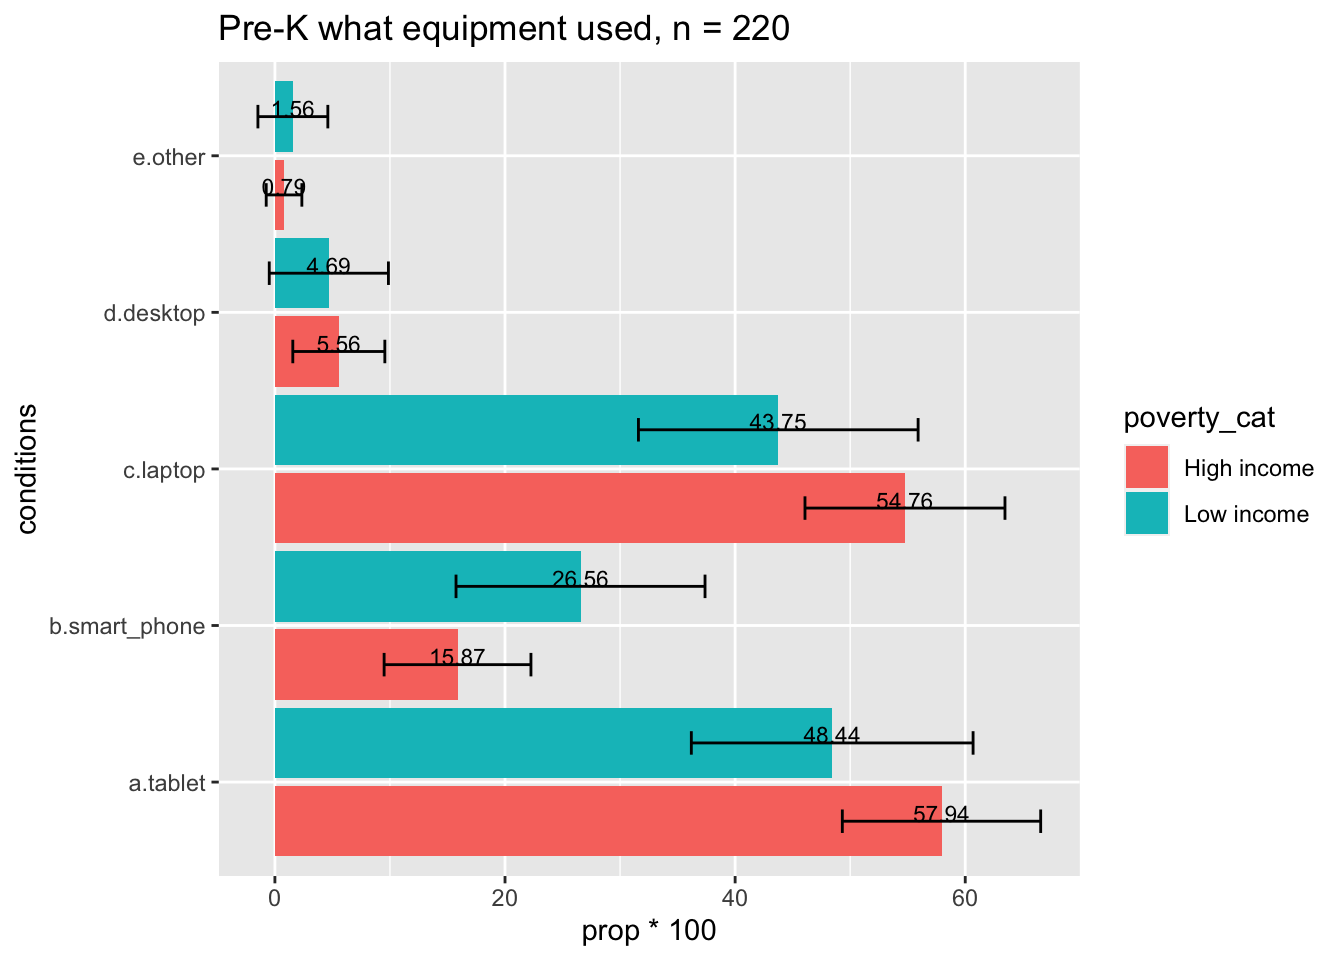 Pre-K what equipment used, n = 220
1.56
e.other
0.79
4.69
d.desktop
5.56
43.75
c.laptop
54.76
26.56
b.smart_phone
15.87
48.44
a.tablet
57.94
0 20 40 60
prop * 100
conditions
poverty_cat
High income
Low income